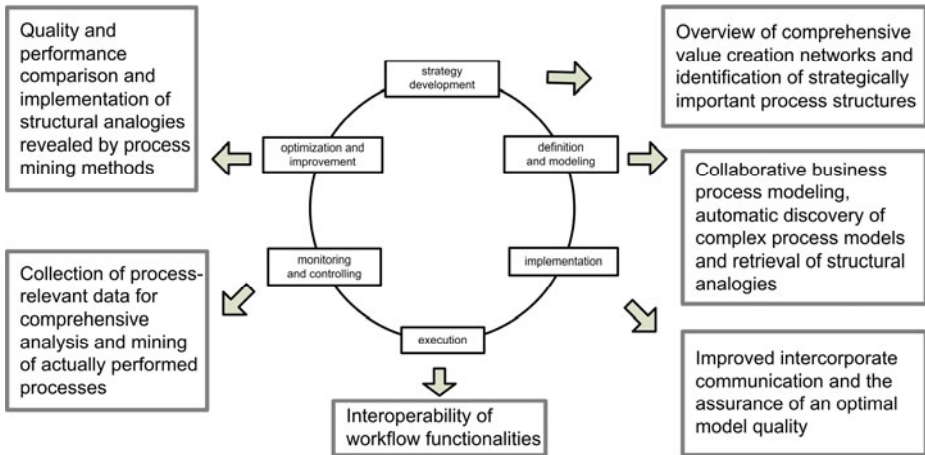 Quality and
performance
comparison and
implementation of
structural analogies
revealed by process
mining methods
strategy
development
Overview of comprehensive
value creation networks and
identification of strategically
important process structures
optimization and
improvement
definition
and modeling
Collaborative business
process modeling,
automatic discovery of
complex process models
and retrieval of structural
analogies
monitoring
and controlling
implementation
Collection of process-
relevant data for
comprehensive
analysis and mining
of actually performed
processes
execution
Improved intercorporate
communication and the
assurance of an optimal
model quality
Interoperability of
workflow functionalities